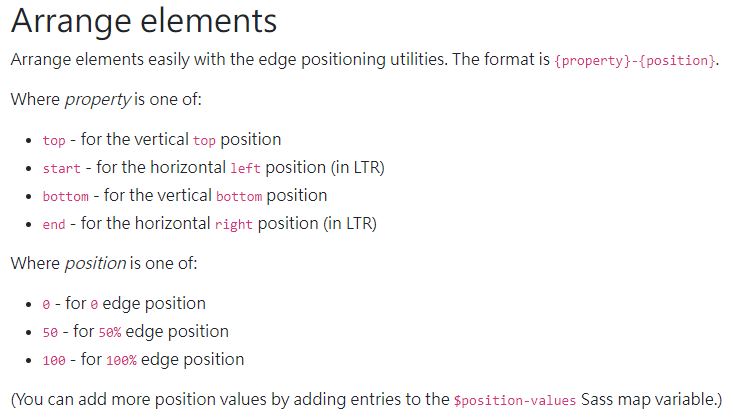 Arrange elements
Arrange elements easily with the edge positioning utilities. The format is {property}-{position}.
Where property is one of:
• top - for the vertical top position
• start - for the horizontal left position (in LTR)
• bottom - for the vertical bottom position
• end - for the horizontal right position (in LTR)
Where position is one of:
• 0 - for 0 edge position
• 50 - for 50% edge position
• 100 - for 100% edge position
(You can add more position values by adding entries to the $position-values Sass map variable.)